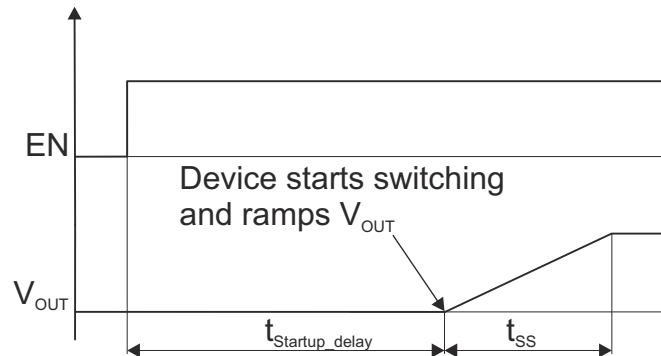 EN
Device starts switching
and ramps VOUT
VOUT
tStartup_delay
tSS